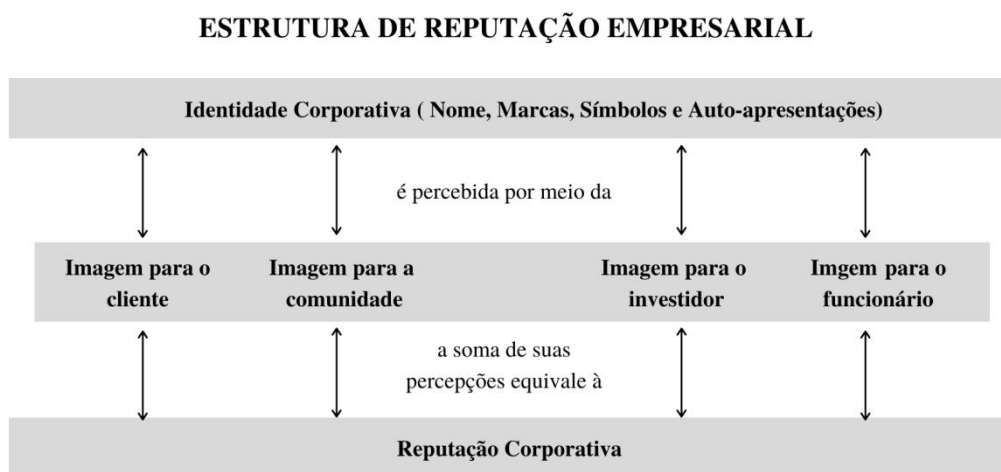 ESTRUTURA DE REPUTAÇÃO EMPRESARIAL
Identidade Corporativa ( Nome, Marcas, Símbolos e Auto-apresentações)
é percebida por meio da
Imagem para o
cliente
Imagem para a
comunidade
Imagem para o
investidor
Imgem para o
funcionário
a soma de suas
percepções equivale à
Reputação Corporativa